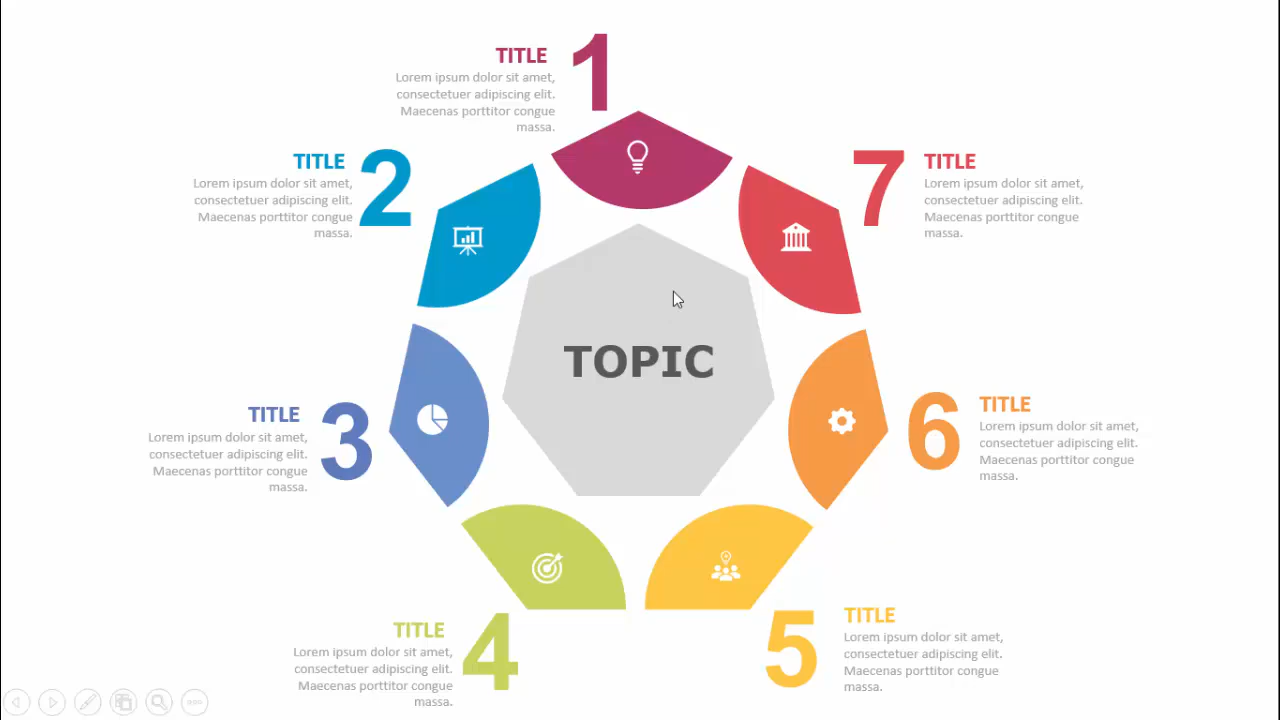 1
TITLE
Lorem ipsum dolor sit amet,
consectetuer adipiscing elit.
Maecenas porttitor congue
massa.
2
TITLE
Lorem ipsum dolor sit amet,
consectetuer adipiscing elit.
Maecenas porttitor congue
massa.
3
TITLE
Lorem ipsum dolor sit amet,
consectetuer adipiscing elit.
Maecenas porttitor congue
massa.
4
TITLE
Lorem ipsum dolor sit amet,
consectetuer adipiscing elit.
Maecenas porttitor congue
massa.
5
TITLE
Lorem ipsum dolor sit amet,
consectetuer adipiscing elit.
Maecenas porttitor congue
massa.
6
TITLE
Lorem ipsum dolor sit amet,
consectetuer adipiscing elit.
Maecenas porttitor congue
massa.
7
TITLE
Lorem ipsum dolor sit amet,
consectetuer adipiscing elit.
Maecenas porttitor congue
massa.
TOPIC